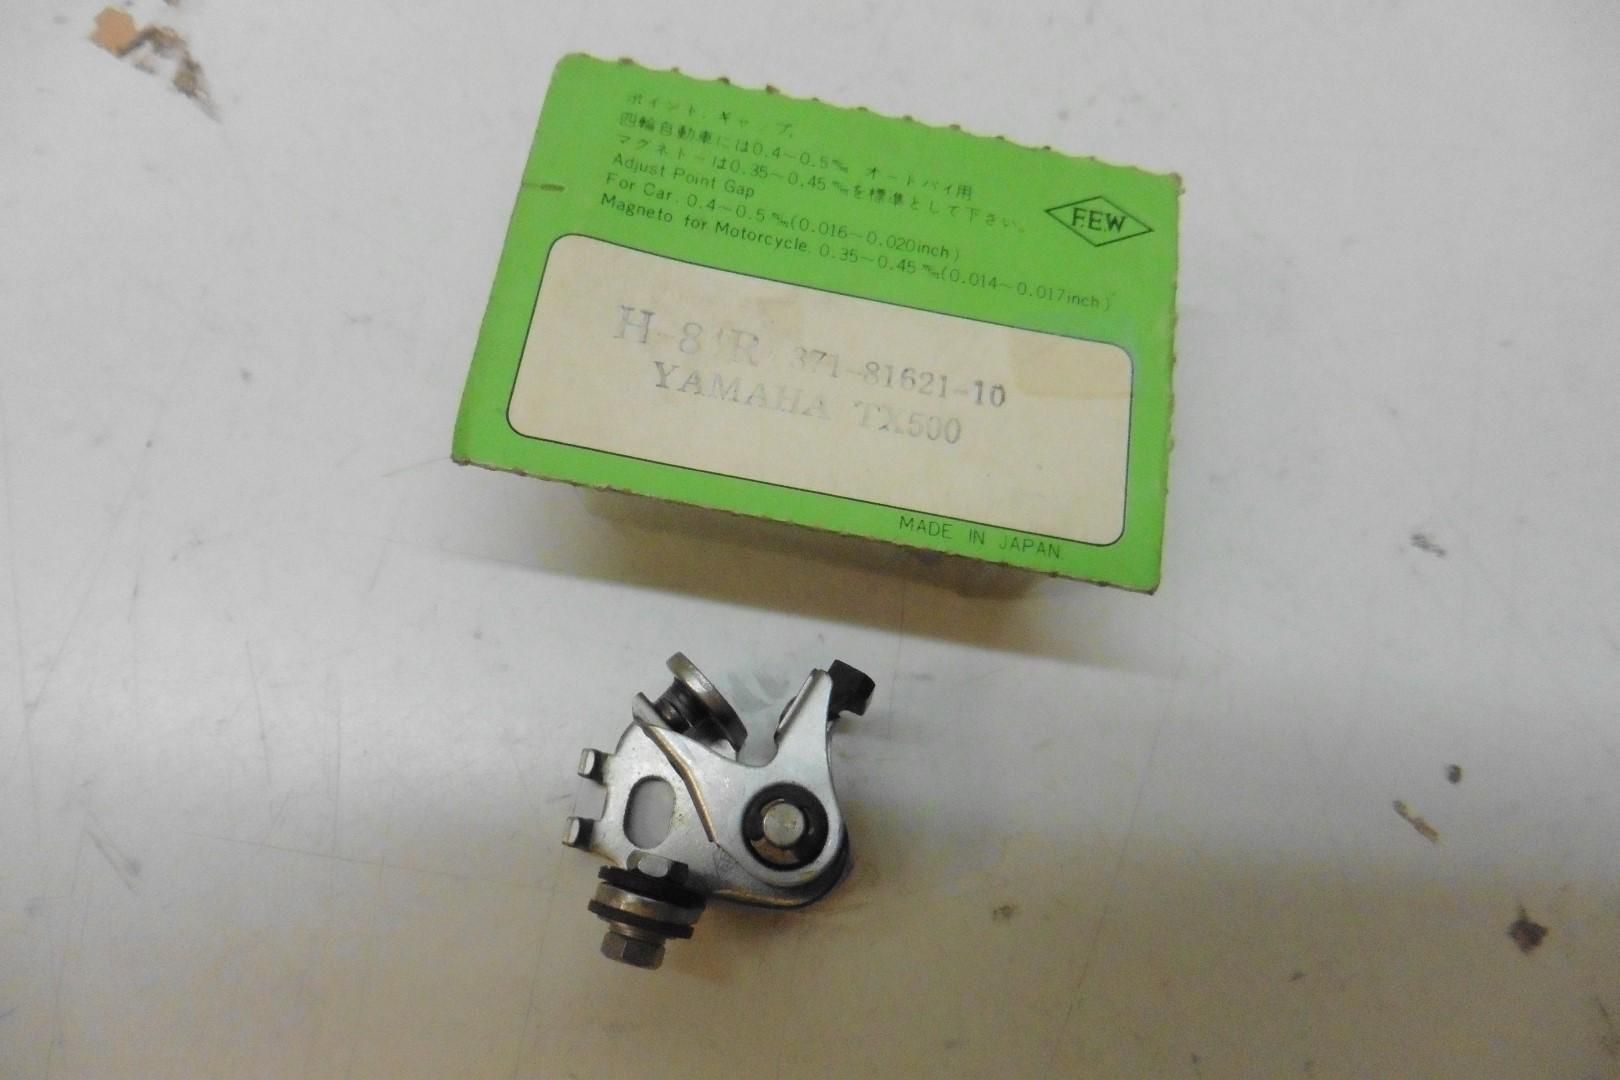 ポイント.ギャップ.
四輪自動車には0.4~0.5㎜ オートバイ用
マグネトーは0.35~0.45㎜を標準として下さい。
Adjust Point Gap
For Car. 0.4~0.5㎜(0.016~0.020inch)
Magneto for Motorcycle. 0.35~0.45㎜(0.014~0.017inch)
F.E.W
H-8(R) 371-81621-10
YAMAHA TX500
MADE IN JAPAN